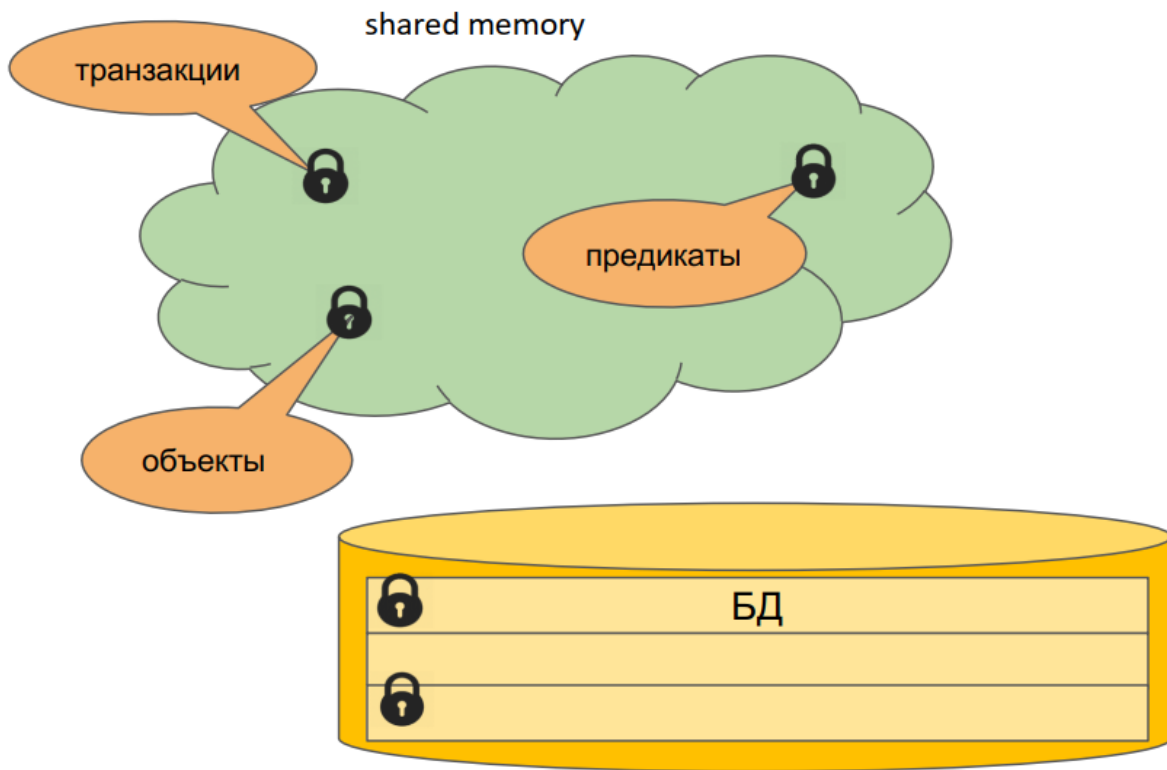 shared memory
транзакции
предикаты
объекты
БД